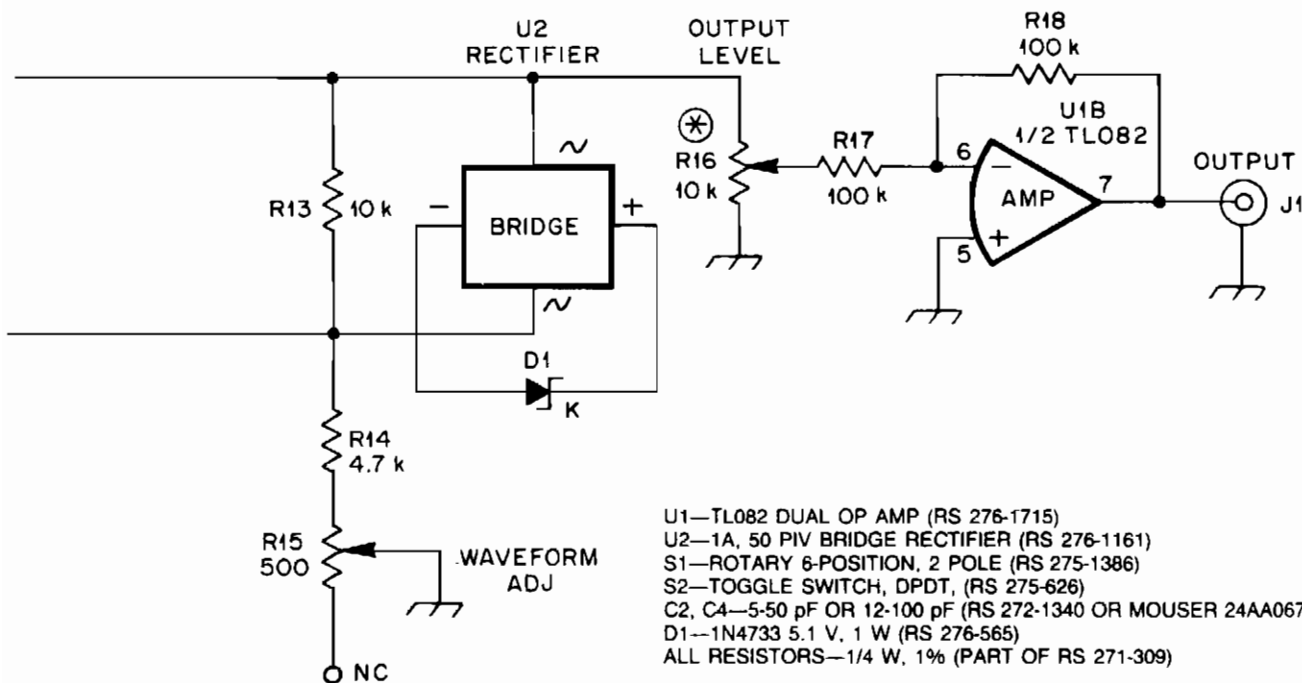 U2
RECTIFIER
OUTPUT
LEVEL
R18
100 k
U1B
1/2 TL082
~
R16
10 k
R17
100 k
6
−
AMP
7
5
+
OUTPUT
J1
R13
10 k
−
BRIDGE
+
~
D1
K
R14
4.7 k
R15
500
WAVEFORM
ADJ
NC
U1—TL082 DUAL OP AMP (RS 276-1715)
U2—1A, 50 PIV BRIDGE RECTIFIER (RS 276-1161)
S1—ROTARY 6-POSITION, 2 POLE (RS 275-1386)
S2—TOGGLE SWITCH, DPDT, (RS 275-626)
C2, C4—5-50 pF OR 12-100 pF (RS 272-1340 OR MOUSER 24AA067
D1—1N4733 5.1 V, 1 W (RS 276-565)
ALL RESISTORS—1/4 W, 1% (PART OF RS 271-309)